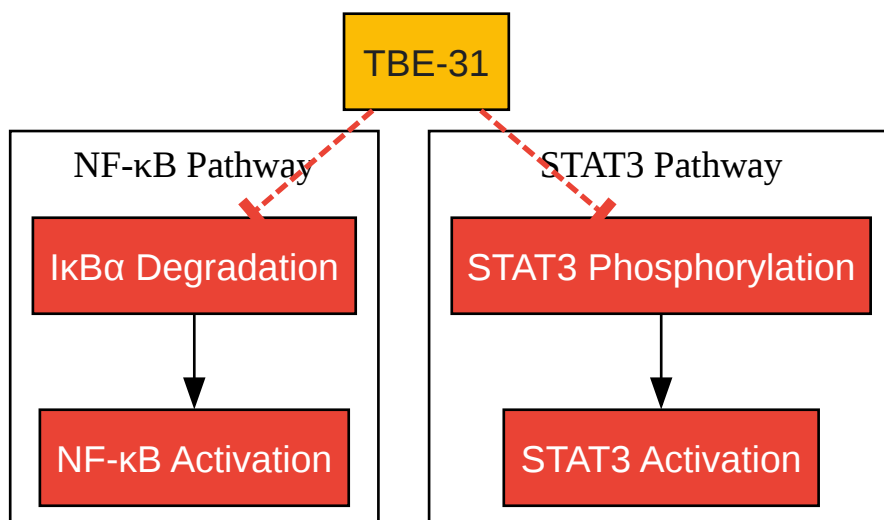 TBE-31
NF-κB Pathway
STAT3 Pathway
IκBα Degradation
STAT3 Phosphorylation
NF-κB Activation
STAT3 Activation